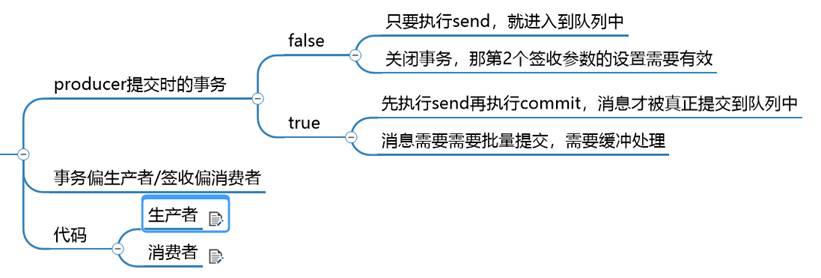 producer提交时的事务
false
只要执行send，就进入到队列中
关闭事务，那第2个签收参数的设置需要有效
true
先执行send再执行commit，消息才被真正提交到队列中
消息需要需要批量提交，需要缓冲处理
事务偏生产者/签收偏消费者
代码
生产者
消费者